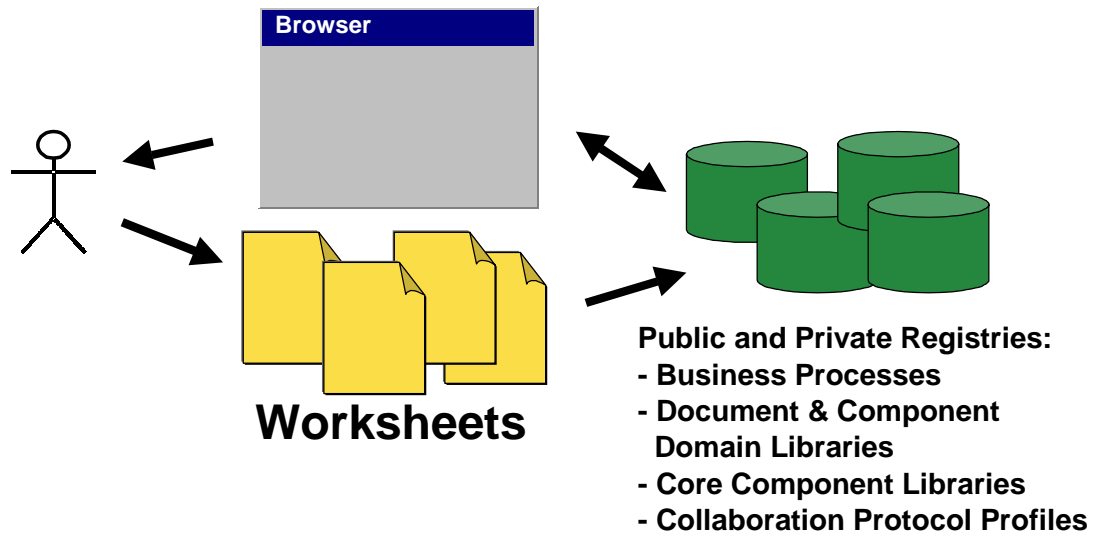 Browser
Worksheets
Public and Private Registries:
- Business Processes
- Document & Component
Domain Libraries
- Core Component Libraries
- Collaboration Protocol Profiles